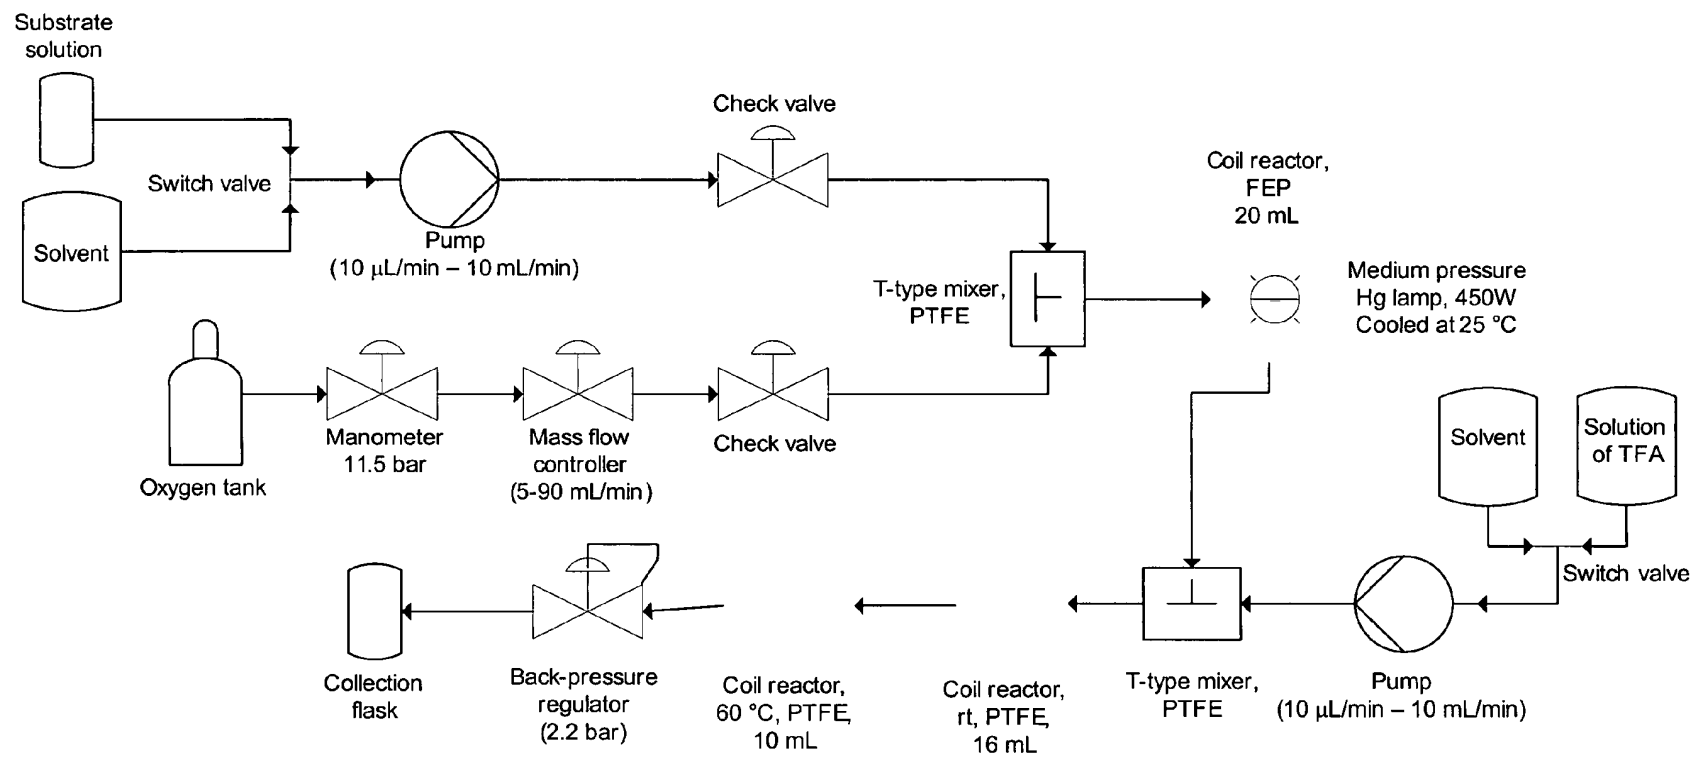 Substrate
solution
Check valve
Switch valve
Solvent
Pump
(10 μL/min – 10 mL/min)
Coil reactor,
FEP
20 mL
T-type mixer,
PTFE
Medium pressure
Hg lamp, 450W
Cooled at 25 °C
Oxygen tank
Manometer
11.5 bar
Mass flow
controller
(5-90 mL/min)
Check valve
Solvent
Solution
of TFA
Switch valve
Collection
flask
Back-pressure
regulator
(2.2 bar)
Coil reactor,
60 °C, PTFE,
10 mL
Coil reactor,
rt, PTFE,
16 mL
T-type mixer,
PTFE
Pump
(10 μL/min – 10 mL/min)